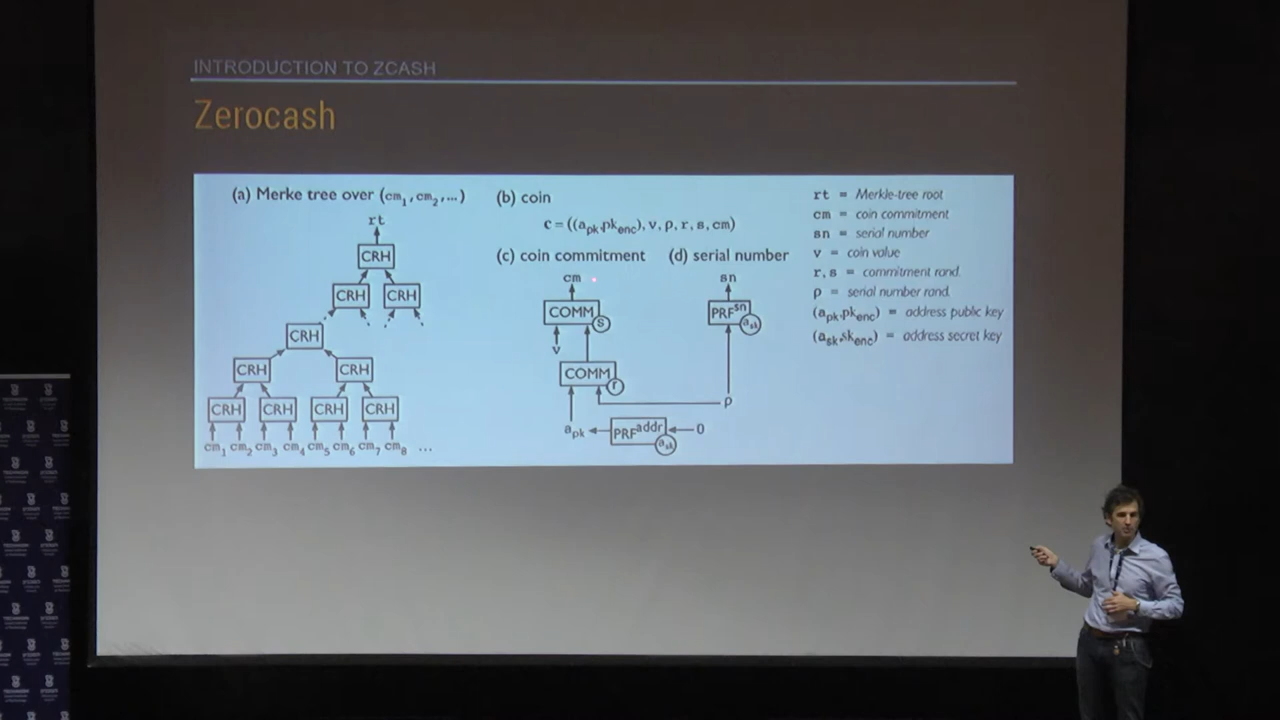 INTRODUCTION TO ZCASH
Zerocash
(a) Merke tree over (cm1, cm2, ...)
rt
CRH
CRH CRH
CRH
CRH CRH
CRH CRH CRH CRH
cm1 cm2 cm3 cm4 cm5 cm6 cm7 cm8 ...
(b) coin
c = ((apk,pkenc), v, ρ, r, s, cm)
(c) coin commitment
cm
COMM
s
v
COMM
r
apk
PRFaddr
ask
0
(d) serial number
sn
PRFsn
ask
ρ
rt = Merkle-tree root
cm = coin commitment
sn = serial number
v = coin value
r, s = commitment rand.
ρ = serial number rand.
(apk,pkenc) = address public key
(ask,skenc) = address secret key
TECHNION